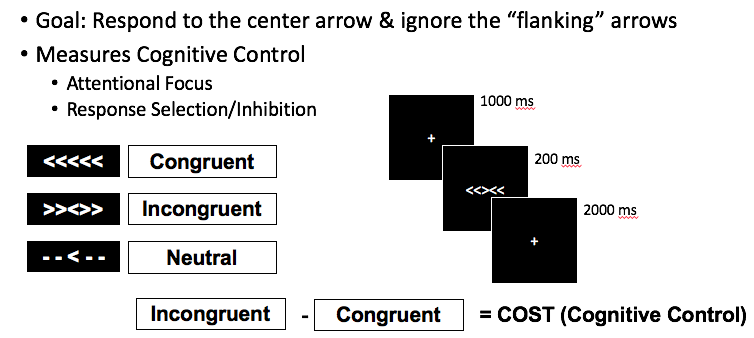 • Goal: Respond to the center arrow & ignore the “flanking” arrows
• Measures Cognitive Control
• Attentional Focus
• Response Selection/Inhibition
<<<<< Congruent
>><>> Incongruent
--<-- Neutral
+ 1000 ms
<<><< 200 ms
+ 2000 ms
Incongruent - Congruent = COST (Cognitive Control)